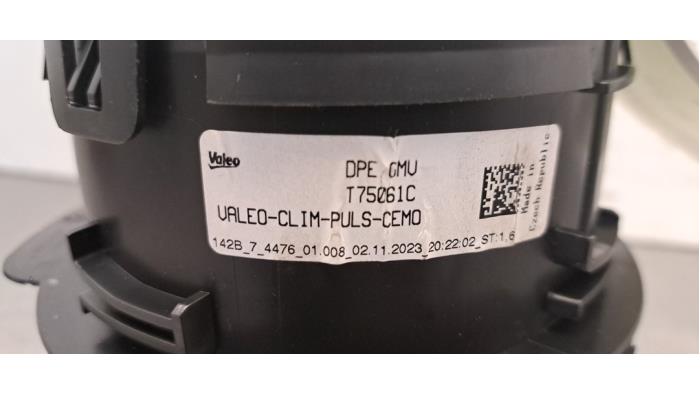 Valeo
DPE GMV
T75061C
VALEO-CLIM-PULS-CEMO
142B_7_4476_01.008_02.11.2023_20:22:02_ST:1,6
Made in
Czech Republic